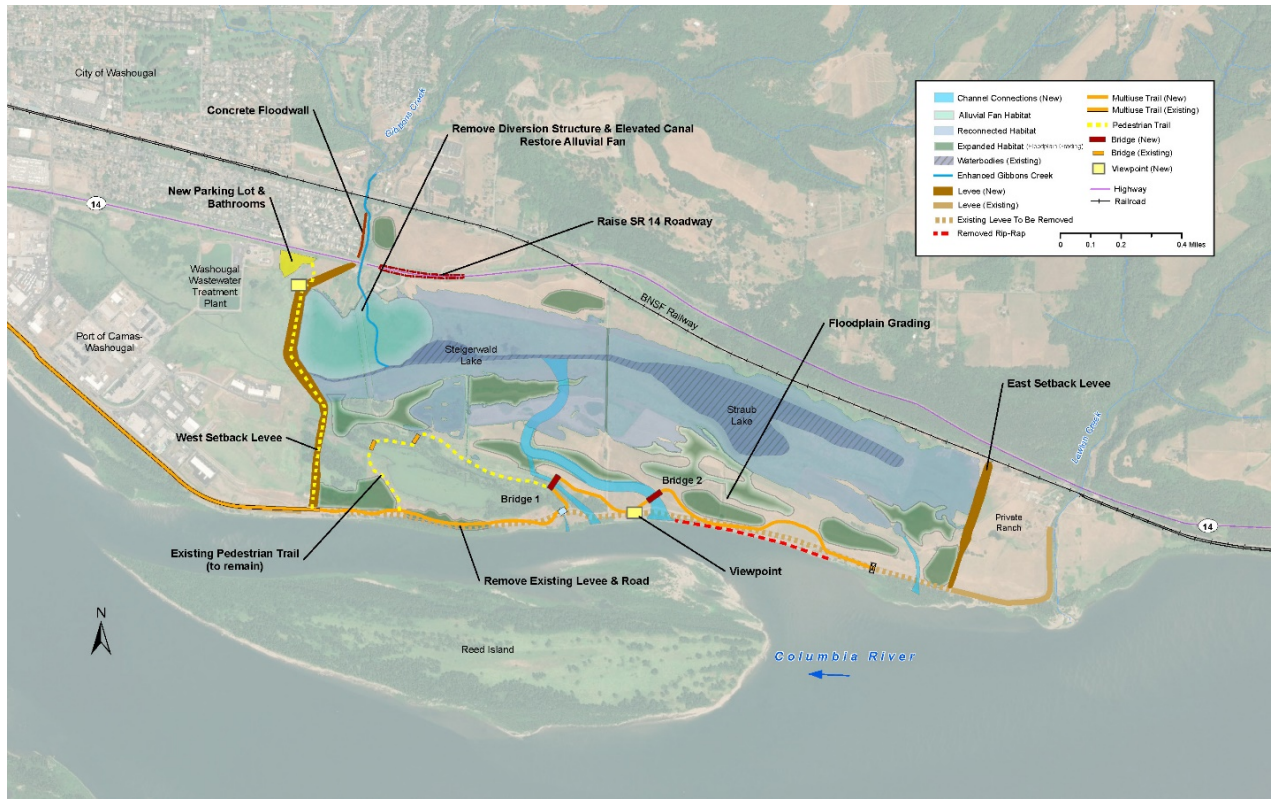 City of Washougal
Concrete Floodwall
Gibbons Creek
Remove Diversion Structure & Elevated Canal
Restore Alluvial Fan
New Parking Lot &
Bathrooms
14
Raise SR 14 Roadway
Washougal
Wastewater
Treatment
Plant
Port of Camas-
Washougal
BNSF Railway
Floodplain Grading
Steigerwald
Lake
Straub
Lake
East Setback Levee
Lawton Creek
West Setback Levee
Bridge 1
Bridge 2
Private
Ranch
14
Existing Pedestrian Trail
(to remain)
Remove Existing Levee & Road
Viewpoint
N
Reed Island
Columbia River
Channel Connections (New)
Alluvial Fan Habitat
Reconnected Habitat
Expanded Habitat (Floodplain Grading)
Waterbodies (Existing)
Enhanced Gibbons Creek
Levee (New)
Levee (Existing)
Existing Levee To Be Removed
Removed Rip-Rap
Multiuse Trail (New)
Multiuse Trail (Existing)
Pedestrian Trail
Bridge (New)
Bridge (Existing)
Viewpoint (New)
Highway
Railroad
0 0.1 0.2 0.4 Miles